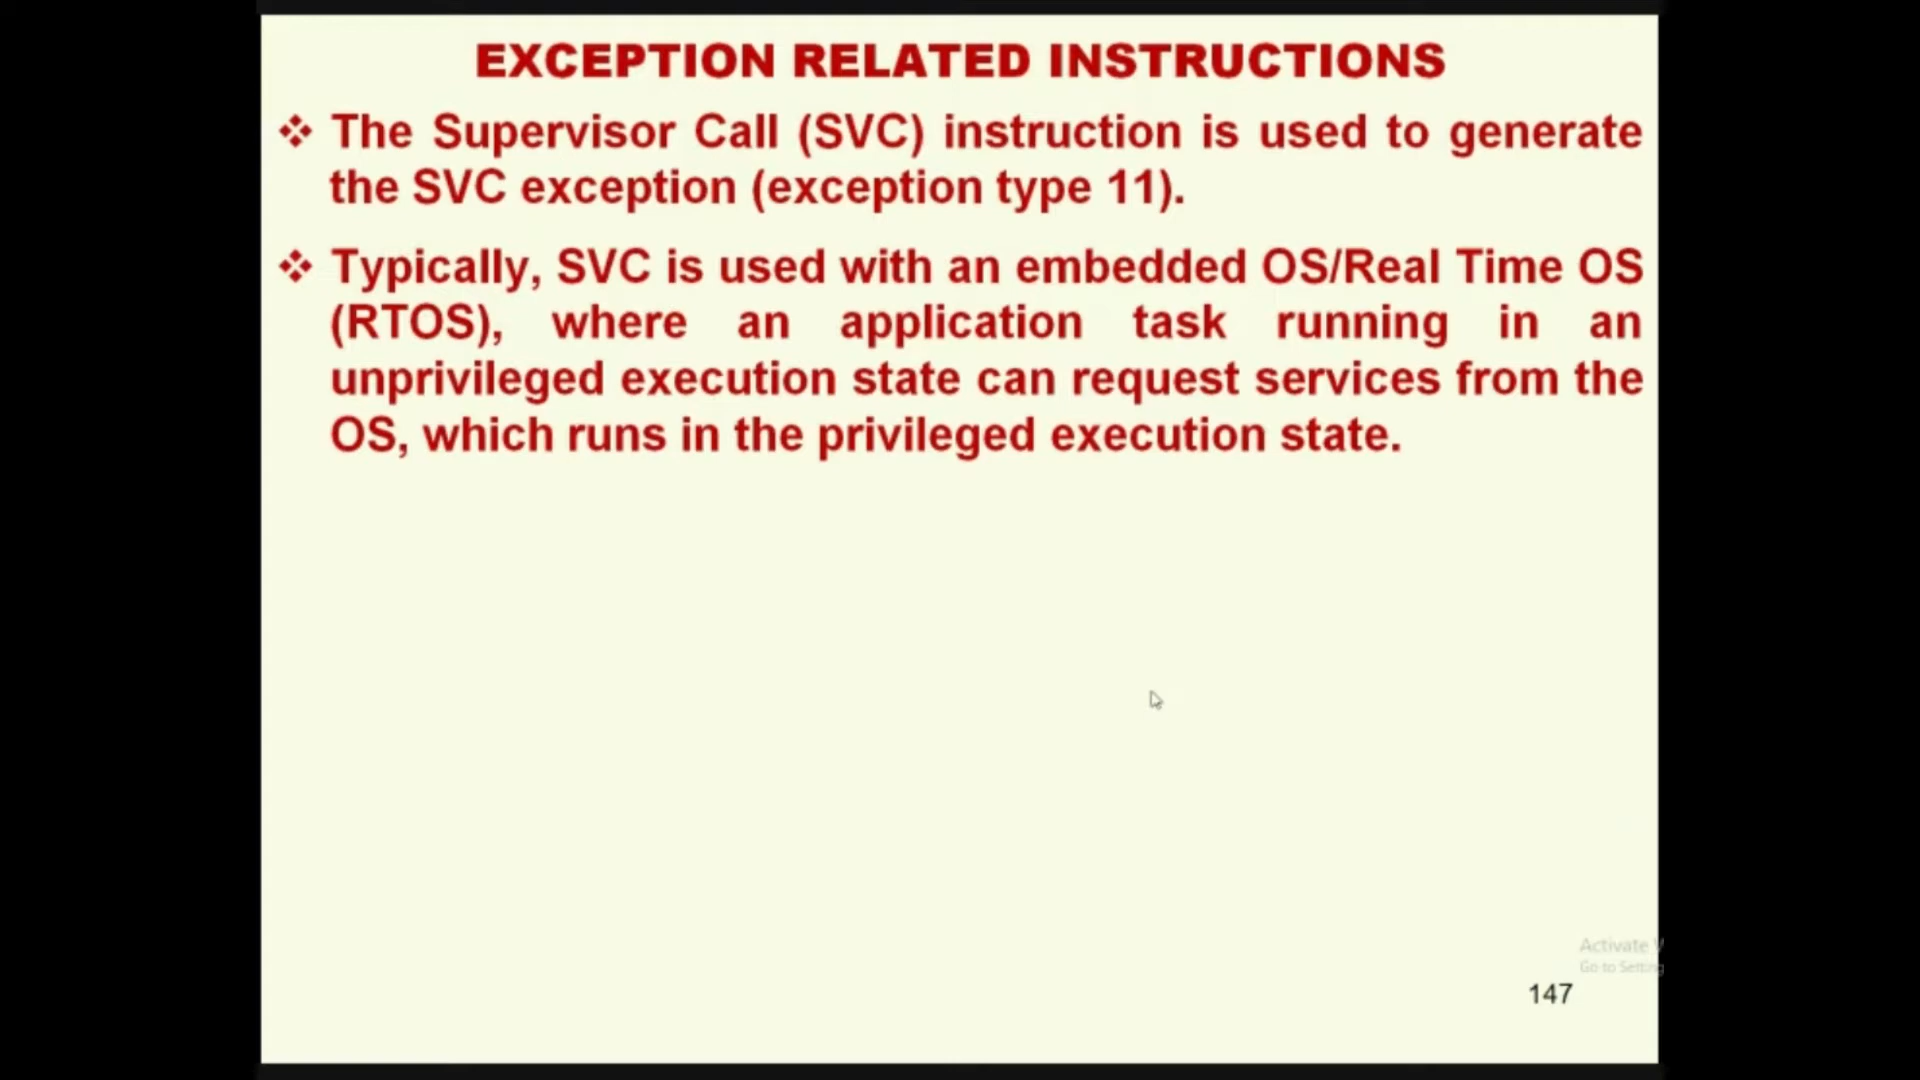 EXCEPTION RELATED INSTRUCTIONS
❖ The Supervisor Call (SVC) instruction is used to generate
the SVC exception (exception type 11).
❖ Typically, SVC is used with an embedded OS/Real Time OS
(RTOS), where an application task running in an
unprivileged execution state can request services from the
OS, which runs in the privileged execution state.
Activate
Go to Setting
147